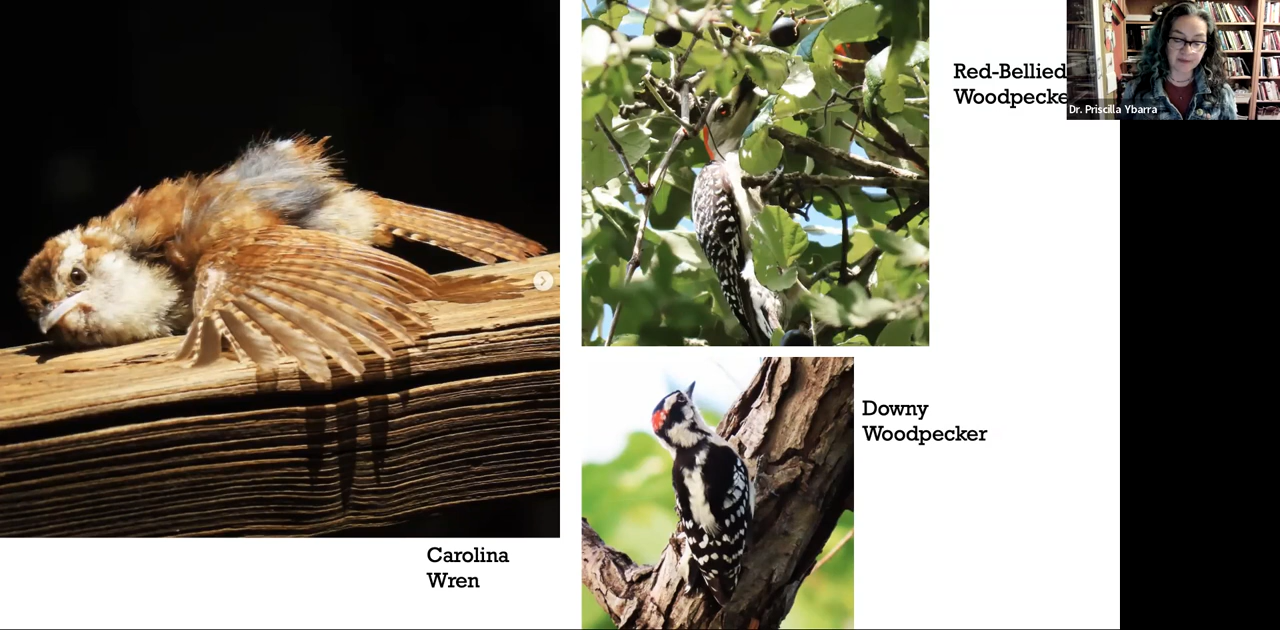 Red-Bellied
Woodpecke
Dr. Priscilla Ybarra
Downy
Woodpecker
Carolina
Wren